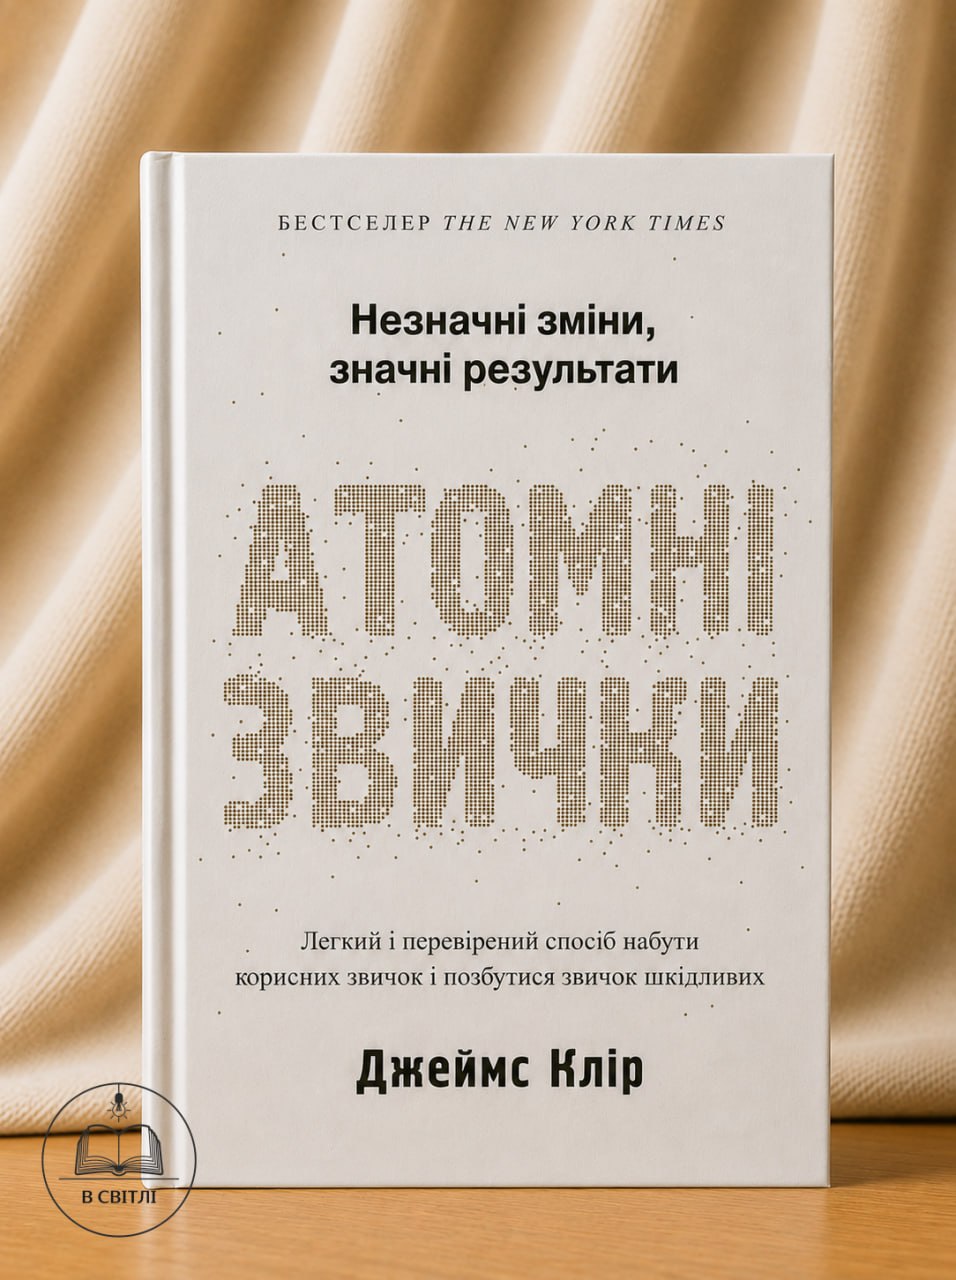 БЕСТСЕЛЕР THE NEW YORK TIMES
Незначні зміни,
значні результати
АТОМНІ
ЗВИЧКИ
Легкий і перевірений спосіб набути
корисних звичок і позбутися звичок шкідливих
Джеймс Клір
В СВІТЛІ